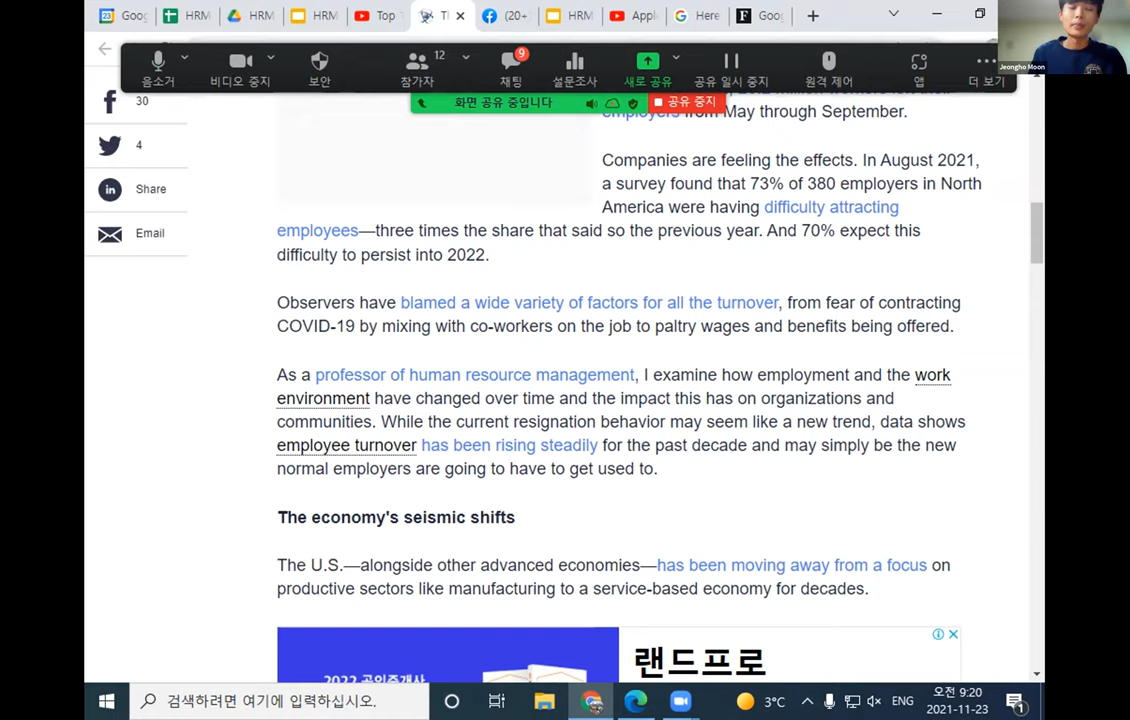 Goog
HRM
HRM
HRM
Top
Th
(20+
HRM
Apple
Here
Goog
12
9
음소거
비디오 중지
보안
참가자
채팅
설문조사
새로 공유
공유 일시 중지
원격 제어
앱
더 보기
화면 공유 중입니다
공유 중지
Jeongho Moon
30
4
Share
Email
employers from May through September.
Companies are feeling the effects. In August 2021,
a survey found that 73% of 380 employers in North
America were having difficulty attracting
employees—three times the share that said so the previous year. And 70% expect this
difficulty to persist into 2022.
Observers have blamed a wide variety of factors for all the turnover, from fear of contracting
COVID-19 by mixing with co-workers on the job to paltry wages and benefits being offered.
As a professor of human resource management, I examine how employment and the work
environment have changed over time and the impact this has on organizations and
communities. While the current resignation behavior may seem like a new trend, data shows
employee turnover has been rising steadily for the past decade and may simply be the new
normal employers are going to have to get used to.
The economy's seismic shifts
The U.S.—alongside other advanced economies—has been moving away from a focus on
productive sectors like manufacturing to a service-based economy for decades.
2022 공인중개사
랜드프로
검색하려면 여기에 입력하십시오.
3°C
ENG
오전 9:20
2021-11-23
1